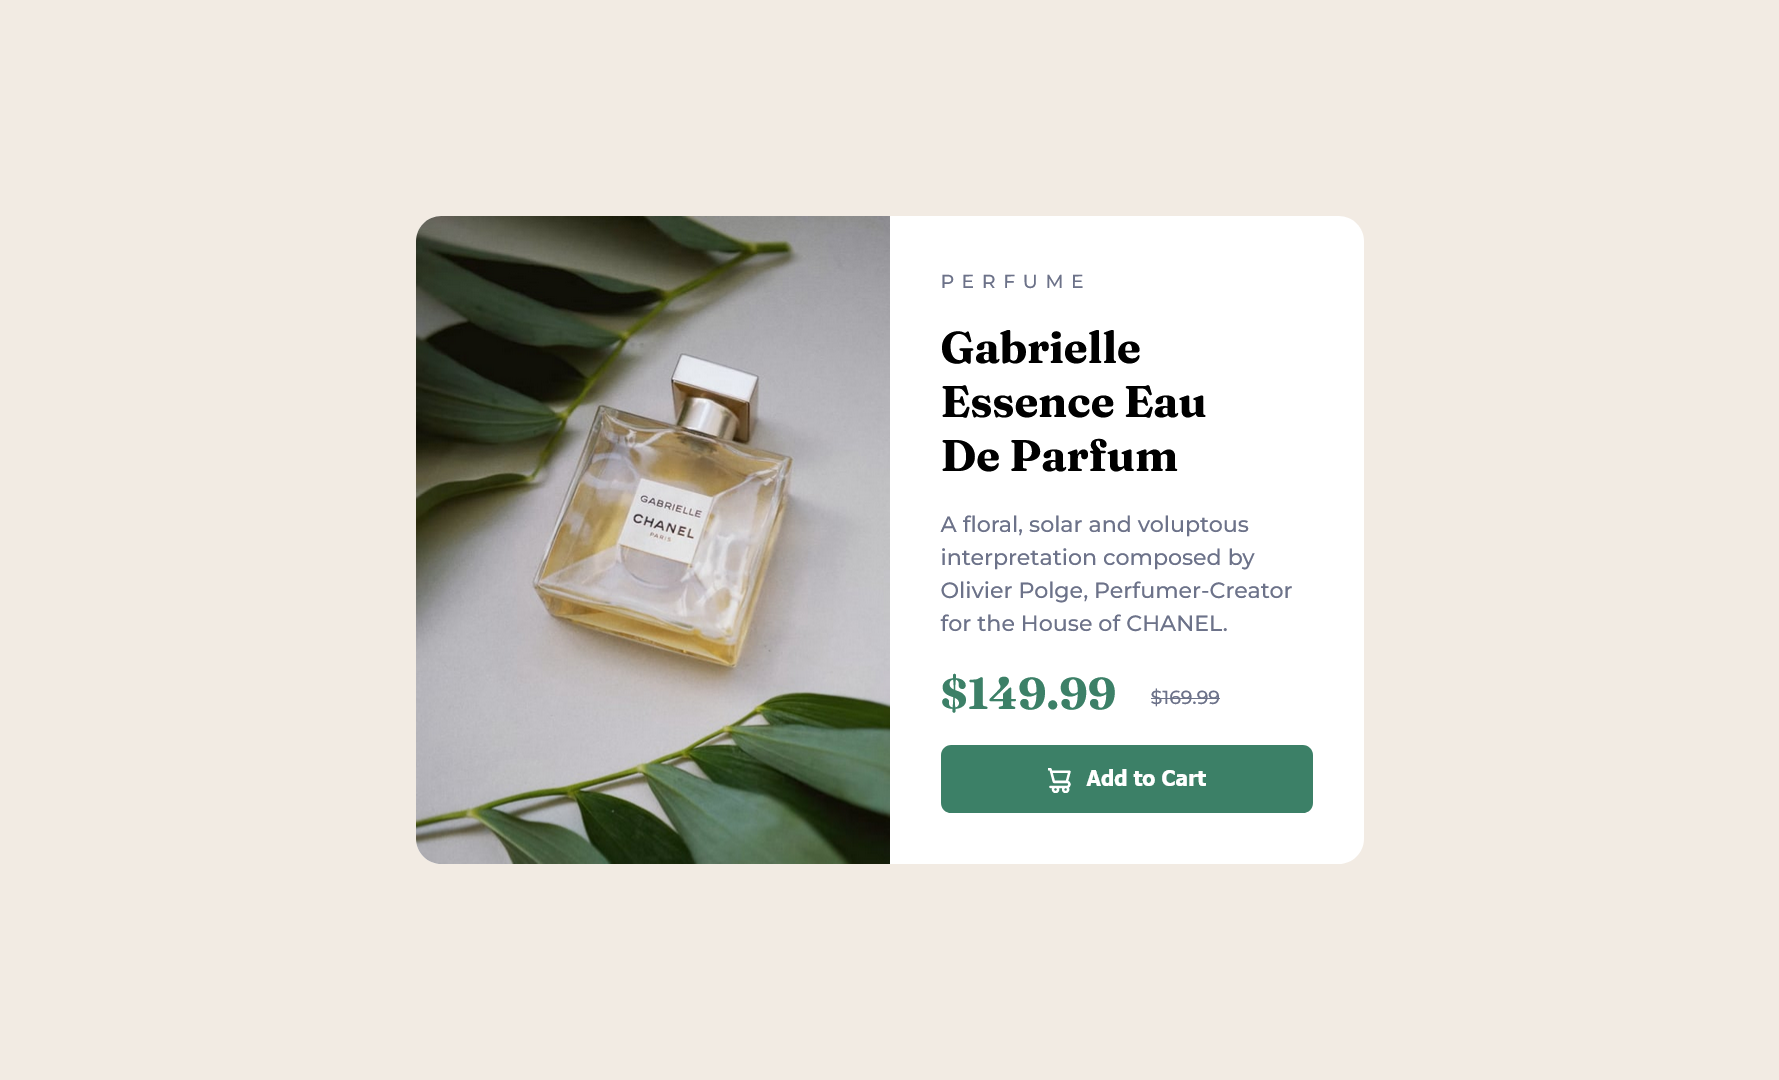 GABRIELLE
CHANEL
PARIS
PERFUME
Gabrielle
Essence Eau
De Parfum
A floral, solar and voluptous
interpretation composed by
Olivier Polge, Perfumer-Creator
for the House of CHANEL.
$149.99 $169.99
Add to Cart